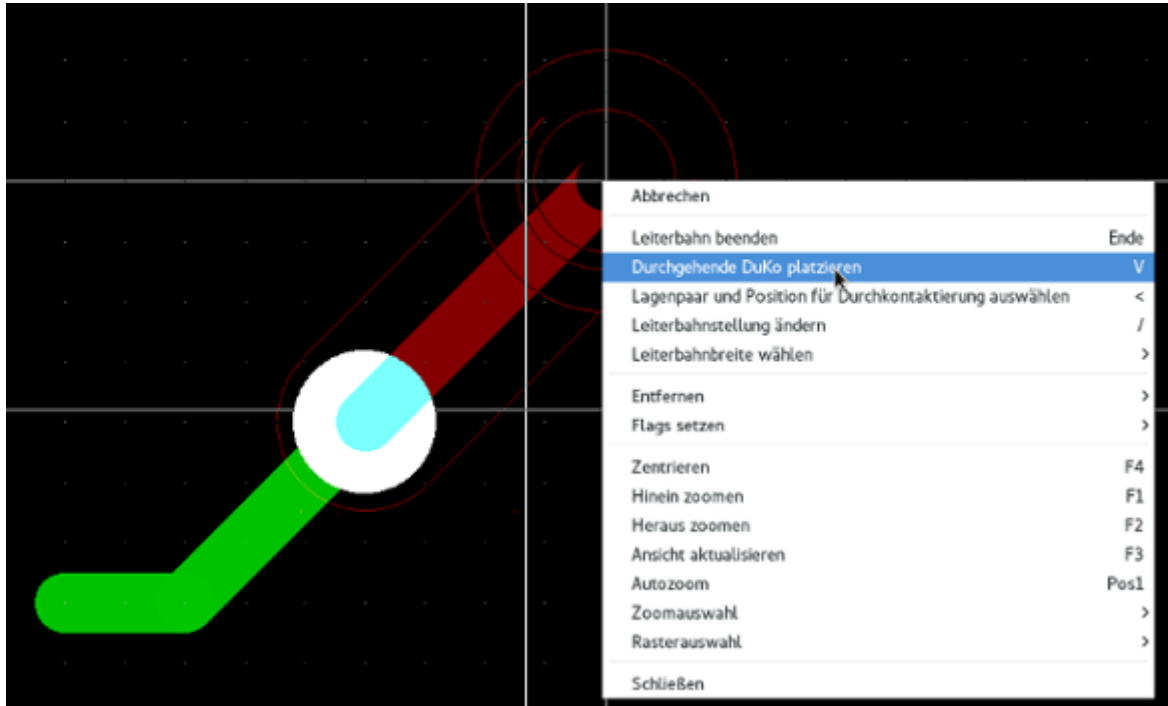 Abbrechen
Leiterbahn beenden Ende
Durchgehende DuKo platzieren V
Lagenpaar und Position für Durchkontaktierung auswählen <
Leiterbahnstellung ändern /
Leiterbahnbreite wählen >
Entfernen >
Flags setzen >
Zentrieren F4
Hinein zoomen F1
Heraus zoomen F2
Ansicht aktualisieren F3
Autozoom Pos1
Zoomauswahl >
Rasterauswahl >
Schließen